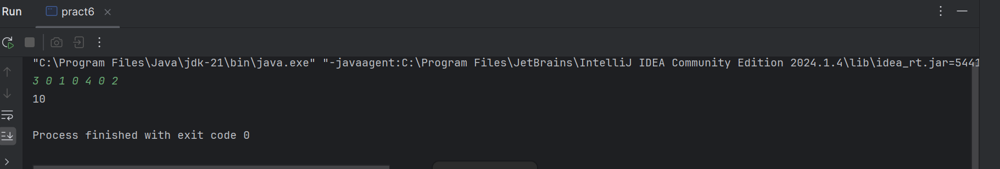 Run pract6
"C:\Program Files\Java\jdk-21\bin\java.exe" "-javaagent:C:\Program Files\JetBrains\IntelliJ IDEA Community Edition 2024.1.4\lib\idea_rt.jar=5441
3 0 1 0 4 0 2
10
Process finished with exit code 0